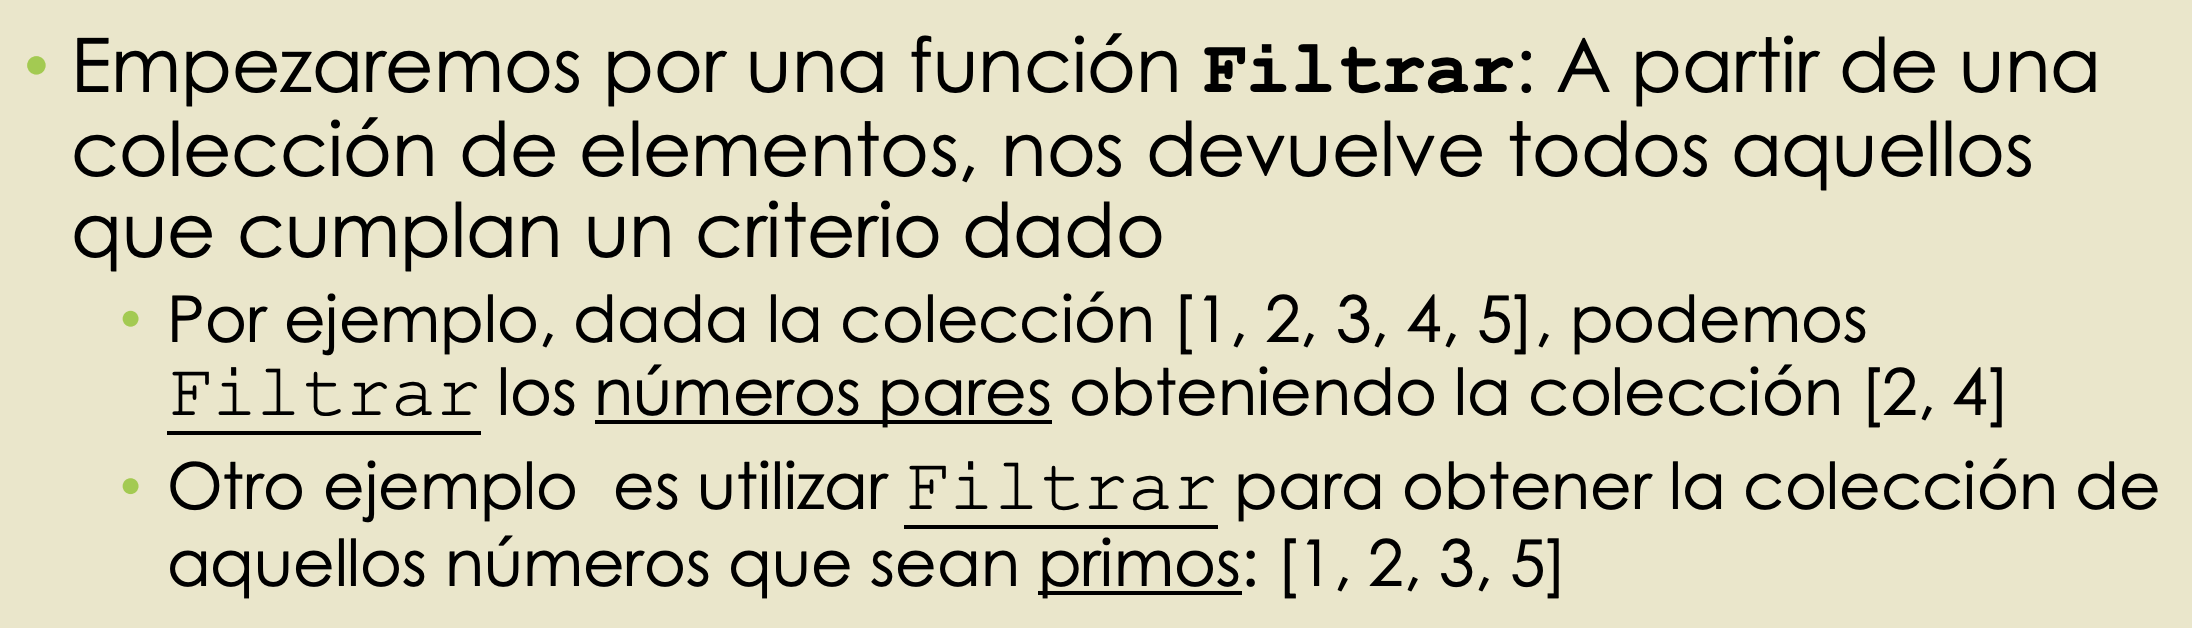 • Empezaremos por una función Filtrar: A partir de una
colección de elementos, nos devuelve todos aquellos
que cumplan un criterio dado
• Por ejemplo, dada la colección [1, 2, 3, 4, 5], podemos
Filtrar los números pares obteniendo la colección [2, 4]
• Otro ejemplo  es utilizar Filtrar para obtener la colección de
aquellos números que sean primos: [1, 2, 3, 5]